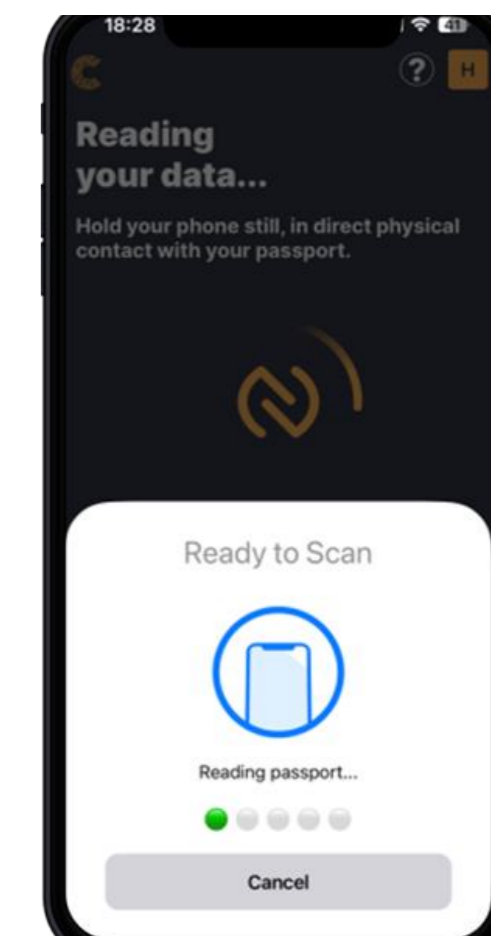 18:28
41
?
H
Reading
your data...
Hold your phone still, in direct physical
contact with your passport.
Ready to Scan
Reading passport...
Cancel